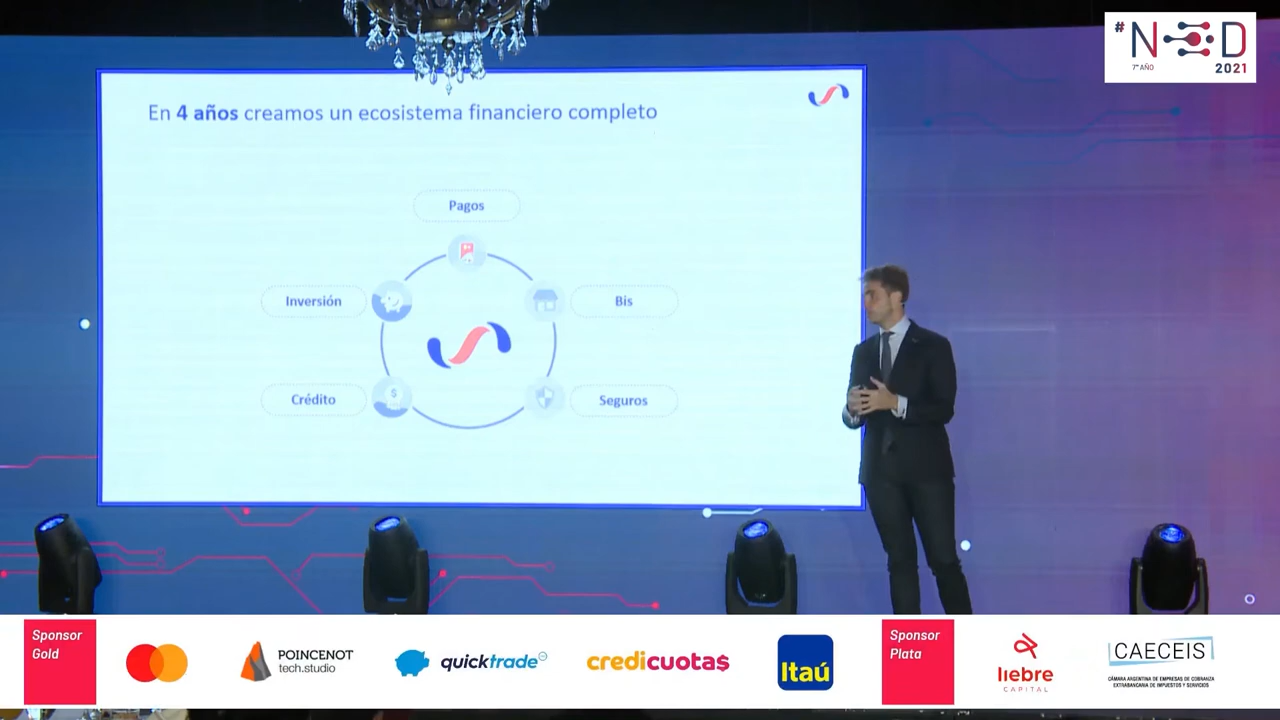 #NED
7mo AÑO
2021
En 4 años creamos un ecosistema financiero completo
Pagos
Inversión
Bis
$
Crédito
Seguros
Sponsor
Gold
POINCENOT
tech.studio
quicktrade
credicuotas
Itaú
Sponsor
Plata
liebre
CAPITAL
CAECEIS
CÁMARA ARGENTINA DE EMPRESAS DE COBRANZA
EXTRABANCARIA DE IMPUESTOS Y SERVICIOS